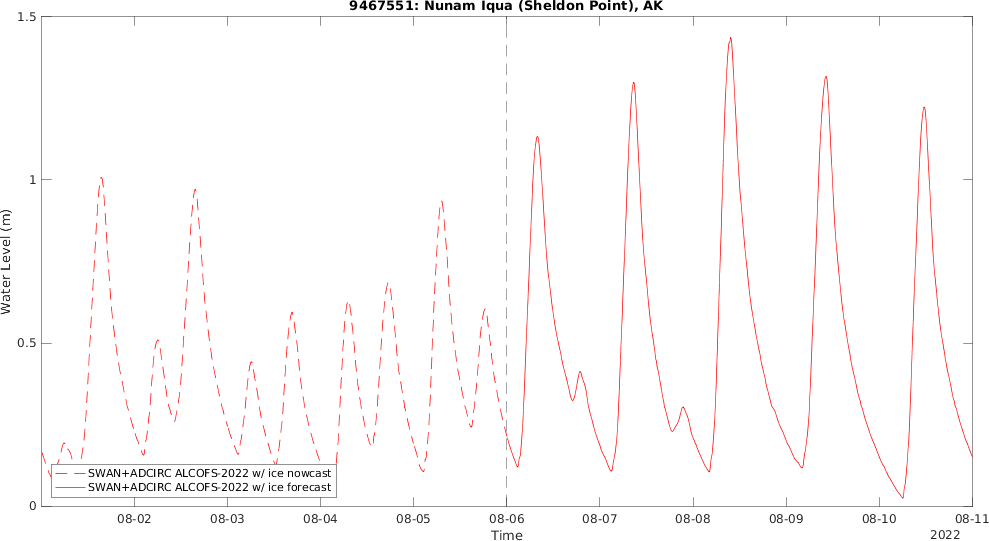 9467551: Nunam Iqua (Sheldon Point), AK
1.5
1
0.5
0
Water Level (m)
SWAN+ADCIRC ALCOFS-2022 w/ ice nowcast
SWAN+ADCIRC ALCOFS-2022 w/ ice forecast
08-02 08-03 08-04 08-05 08-06 08-07 08-08 08-09 08-10 08-11
Time
2022